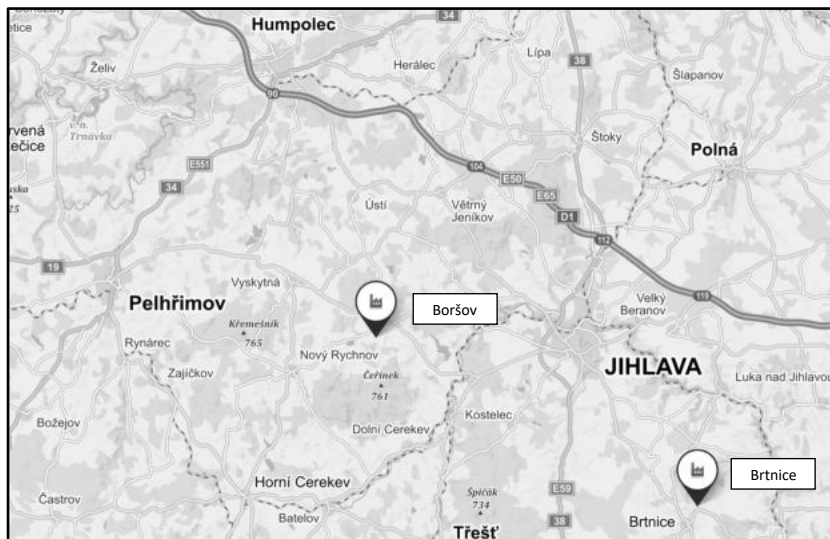 Humpolec
34
38
Lípa
Herálec
Želiv
Šlapanov
90
v. n.
Trnávka
Štoky
Polná
E551
104
E50
34
Ústí
Větrný
Jeníkov
E65
D1
112
19
Vyskytná
Velký
Beranov
119
Pelhřimov
Boršov
Křemešník
765
Rynárec
Nový Rychnov
JIHLAVA
Zajíčkov
Čeřínek
761
Luka nad Jihlavou
Božejov
Kostelec
Dolní Cerekev
Horní Cerekev
Brtnice
Špičák
734
E59
Častrov
Batelov
38
Brtnice
Třešť